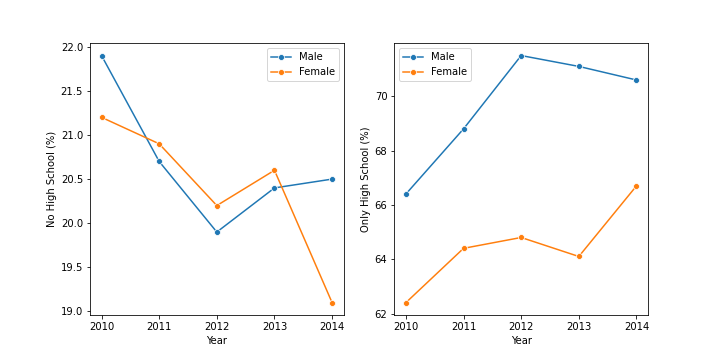 No High School (%)
22.0
21.5
21.0
20.5
20.0
19.5
19.0
2010
2011
2012
2013
2014
Year
Male
Female
Only High School (%)
70
68
66
64
62
2010
2011
2012
2013
2014
Year
Male
Female